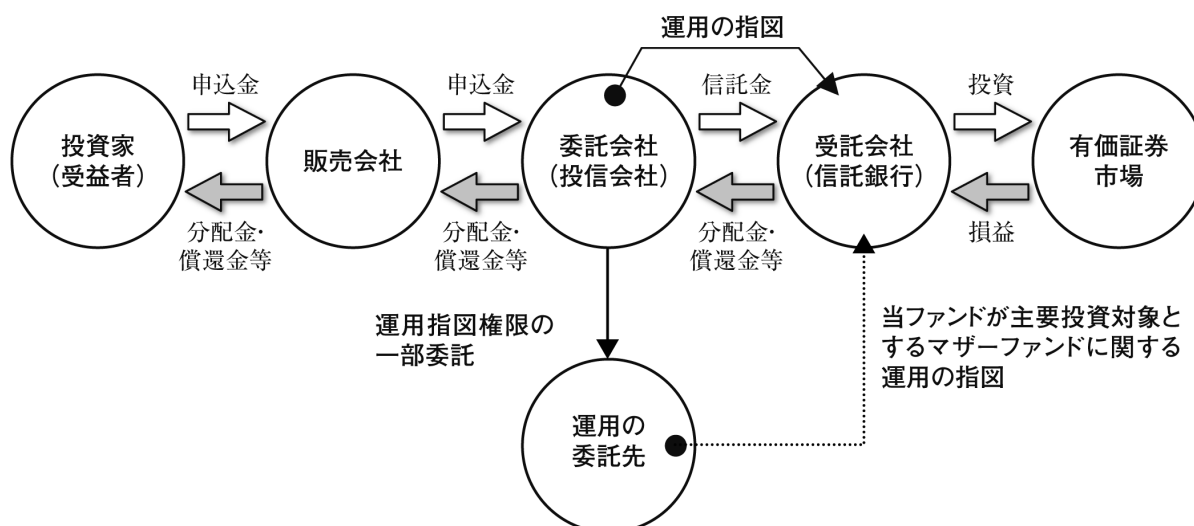 運用の指図
申込金
申込金
信託金
投資
投資家
（受益者）
販売会社
委託会社
（投信会社）
受託会社
（信託銀行）
有価証券
市場
分配金・
償還金等
分配金・
償還金等
分配金・
償還金等
損益
運用指図権限の
一部委託
当ファンドが主要投資対象と
するマザーファンドに関する
運用の指図
運用の
委託先